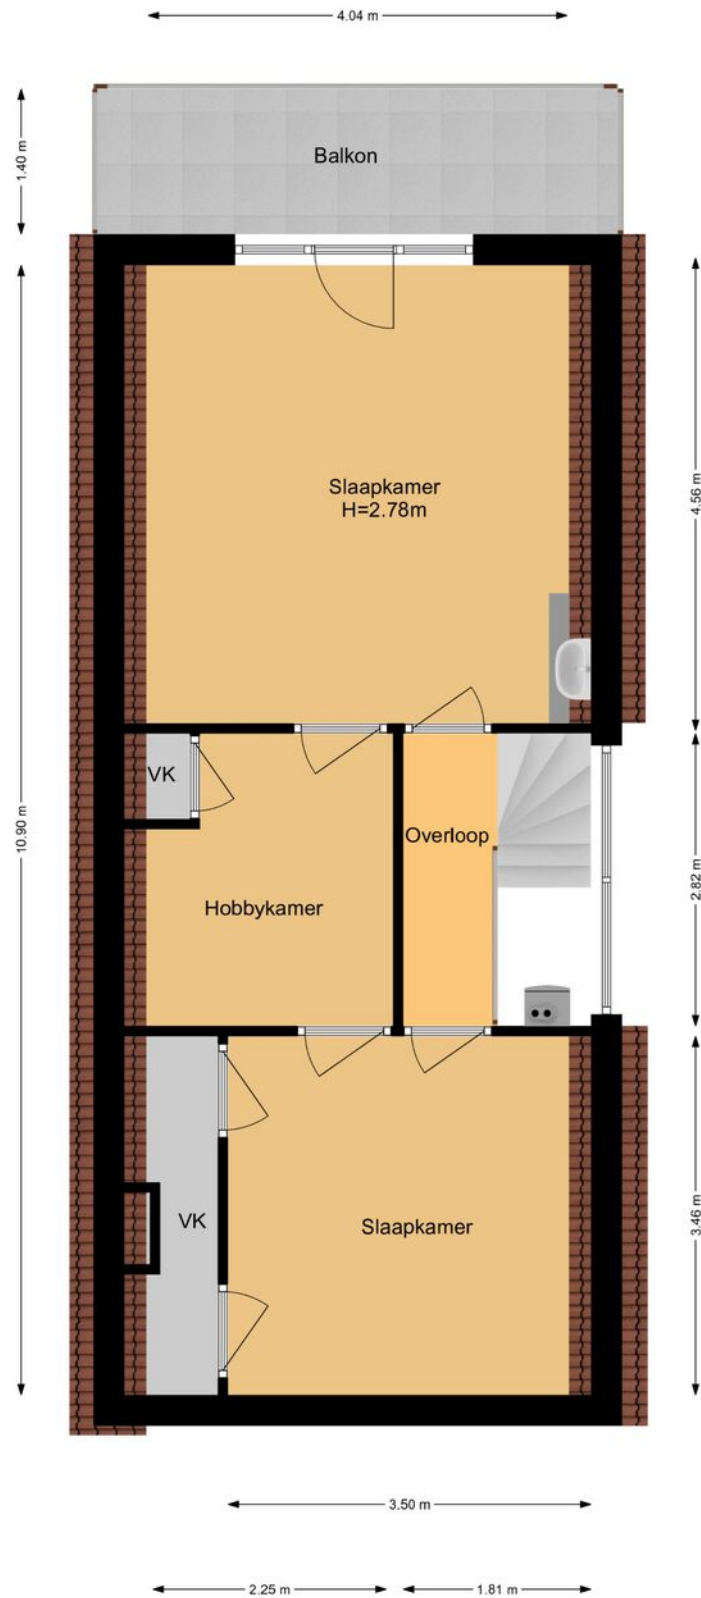 4.04 m
1.40 m
Balkon
10.90 m
4.56 m
Slaapkamer
H=2.78m
VK
Overloop
2.82 m
Hobbykamer
VK
Slaapkamer
3.46 m
3.50 m
2.25 m
1.81 m